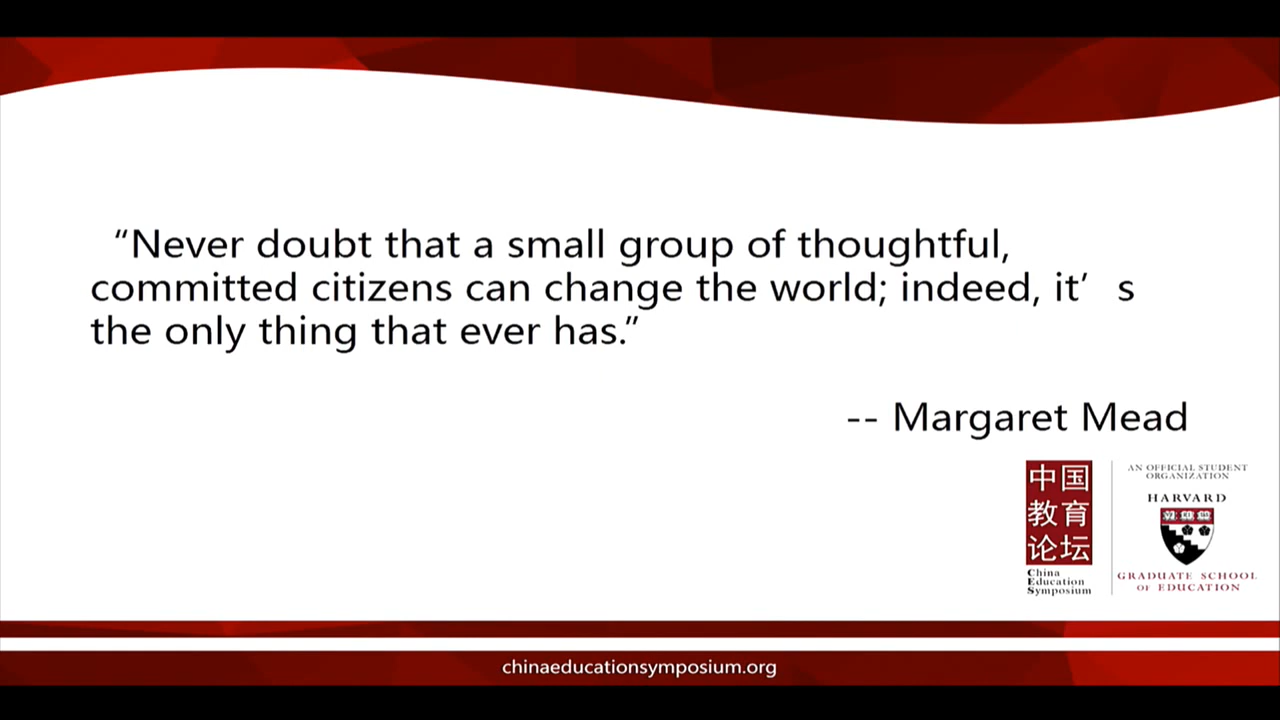 “Never doubt that a small group of thoughtful,
committed citizens can change the world; indeed, it’ s
the only thing that ever has.”
-- Margaret Mead
中国
教育
论坛
China
Education
Symposium
AN OFFICIAL STUDENT
ORGANIZATION
HARVARD
GRADUATE SCHOOL
OF EDUCATION
chinaeducationsymposium.org